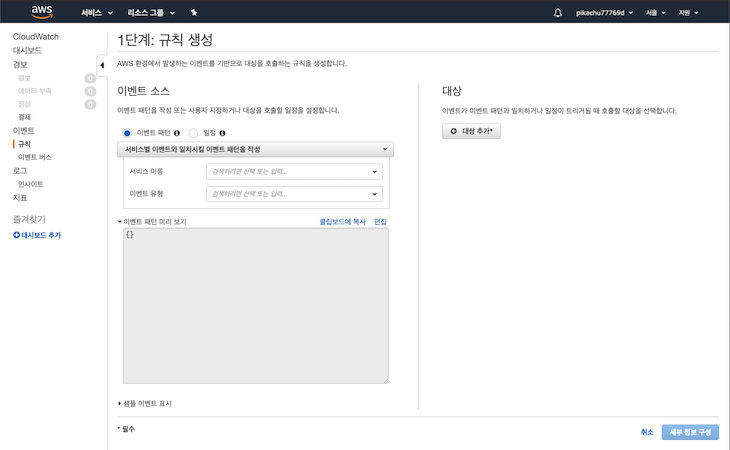 aws
서비스
리소스 그룹
pikachu77769d
서울
지원
CloudWatch
대시보드
경보
경보 0
데이터 부족 0
정상 0
결제
이벤트
규칙
이벤트 버스
로그
인사이트
지표
즐겨찾기
대시보드 추가
1단계: 규칙 생성
AWS 환경에서 발생하는 이벤트를 기반으로 대상을 호출하는 규칙을 생성합니다.
이벤트 소스
이벤트 패턴을 작성 또는 사용자 지정하거나 대상을 호출할 일정을 설정합니다.
이벤트 패턴
일정
서비스별 이벤트와 일치시킬 이벤트 패턴을 작성
서비스 이름
검색하려면 선택 또는 입력...
이벤트 유형
검색하려면 선택 또는 입력...
이벤트 패턴 미리 보기
클립보드에 복사
편집
{}
샘플 이벤트 표시
대상
이벤트가 이벤트 패턴과 일치하거나 일정이 트리거될 때 호출할 대상을 선택합니다.
대상 추가*
* 필수
취소
세부 정보 구성